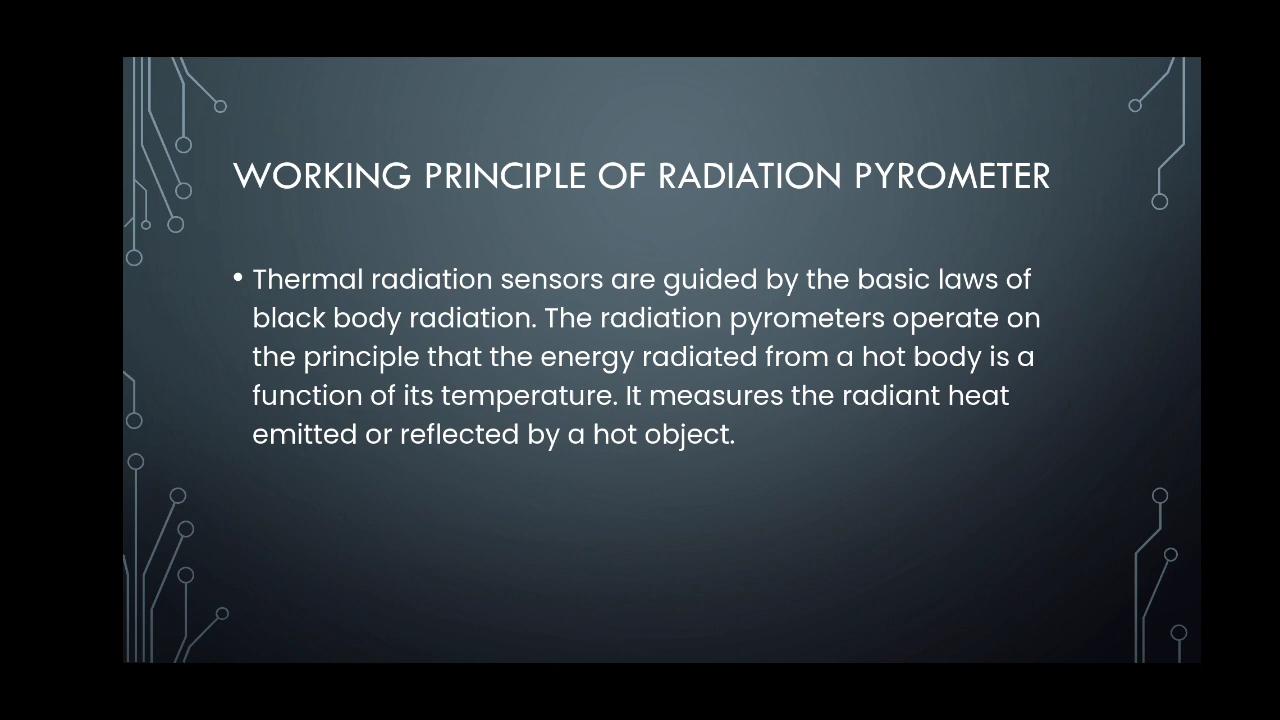 WORKING PRINCIPLE OF RADIATION PYROMETER
• Thermal radiation sensors are guided by the basic laws of
black body radiation. The radiation pyrometers operate on
the principle that the energy radiated from a hot body is a
function of its temperature. It measures the radiant heat
emitted or reflected by a hot object.